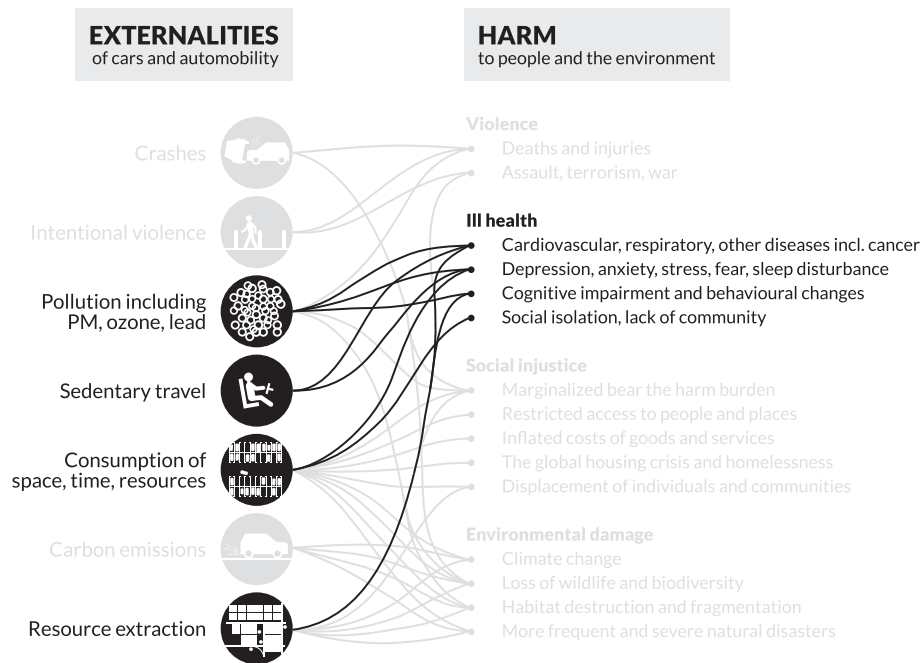 EXTERNALITIES
of cars and automobility
HARM
to people and the environment
Crashes
Intentional violence
Pollution including
PM, ozone, lead
Sedentary travel
Consumption of
space, time, resources
Carbon emissions
Resource extraction
Violence
Deaths and injuries
Assault, terrorism, war
Ill health
Cardiovascular, respiratory, other diseases incl. cancer
Depression, anxiety, stress, fear, sleep disturbance
Cognitive impairment and behavioural changes
Social isolation, lack of community
Social injustice
Marginalized bear the harm burden
Restricted access to people and places
Inflated costs of goods and services
The global housing crisis and homelessness
Displacement of individuals and communities
Environmental damage
Climate change
Loss of wildlife and biodiversity
Habitat destruction and fragmentation
More frequent and severe natural disasters